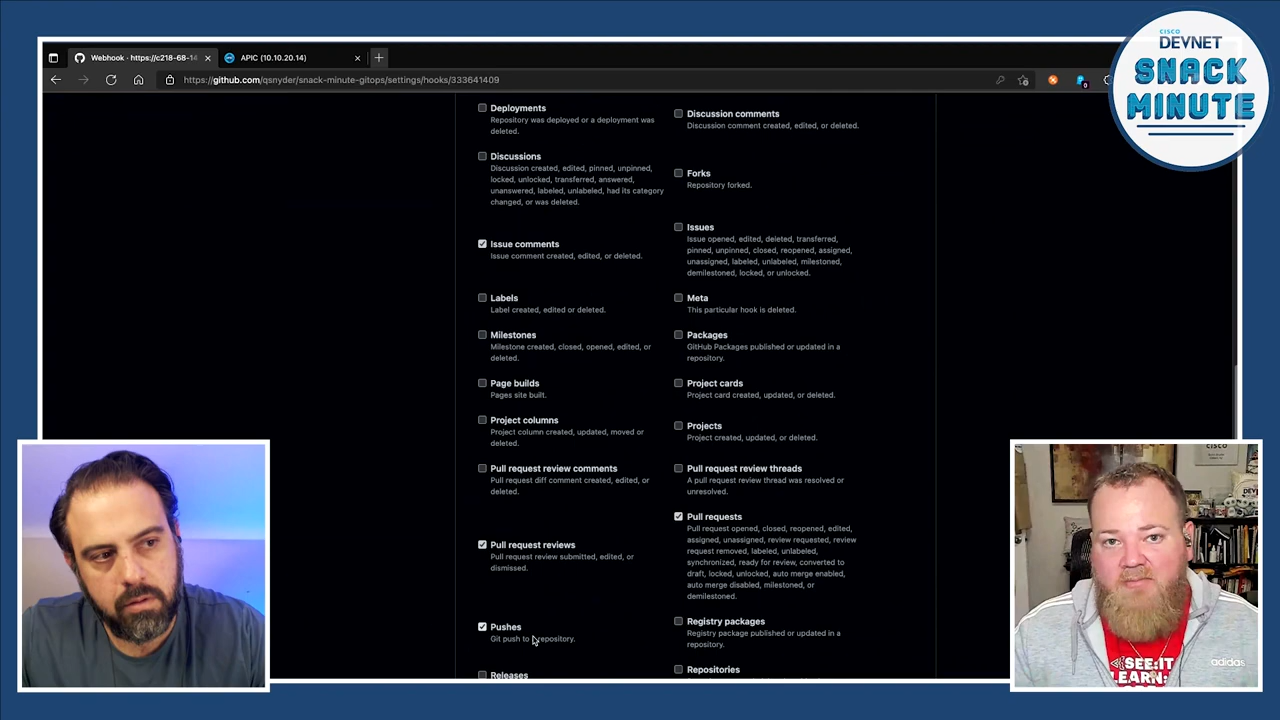 Webhook · https://c218-68-14
APIC (10.10.20.14)
https://github.com/qsnyder/snack-minute-gitops/settings/hooks/333641409
CISCO
DEVNET
SNACK
MINUTE
Deployments
Repository was deployed or a deployment was
deleted.
Discussion comments
Discussion comment created, edited, or deleted.
Discussions
Discussion created, edited, pinned, unpinned,
locked, unlocked, transferred, answered,
unanswered, labeled, unlabeled, had its category
changed, or was deleted.
Forks
Repository forked.
Issue comments
Issue comment created, edited, or deleted.
Issues
Issue opened, edited, deleted, transferred,
pinned, unpinned, closed, reopened, assigned,
unassigned, labeled, unlabeled, milestoned,
demilestoned, locked, or unlocked.
Labels
Label created, edited or deleted.
Meta
This particular hook is deleted.
Milestones
Milestone created, closed, opened, edited, or
deleted.
Packages
GitHub Packages published or updated in a
repository.
Page builds
Pages site built.
Project cards
Project card created, updated, or deleted.
Project columns
Project column created, updated, moved or
deleted.
Projects
Project created, updated, or deleted.
Pull request review comments
Pull request diff comment created, edited, or
deleted.
Pull request review threads
A pull request review thread was resolved or
unresolved.
Pull request reviews
Pull request review submitted, edited, or
dismissed.
Pull requests
Pull request opened, closed, reopened, edited,
assigned, unassigned, review requested, review
request removed, labeled, unlabeled,
synchronized, ready for review, converted to
draft, locked, unlocked, auto merge enabled,
auto merge disabled, milestoned, or
demilestoned.
Pushes
Git push to repository.
Registry packages
Registry package published or updated in a
repository.
Releases
Repositories
CISCO
SEE:IT
LEARN:
adidas